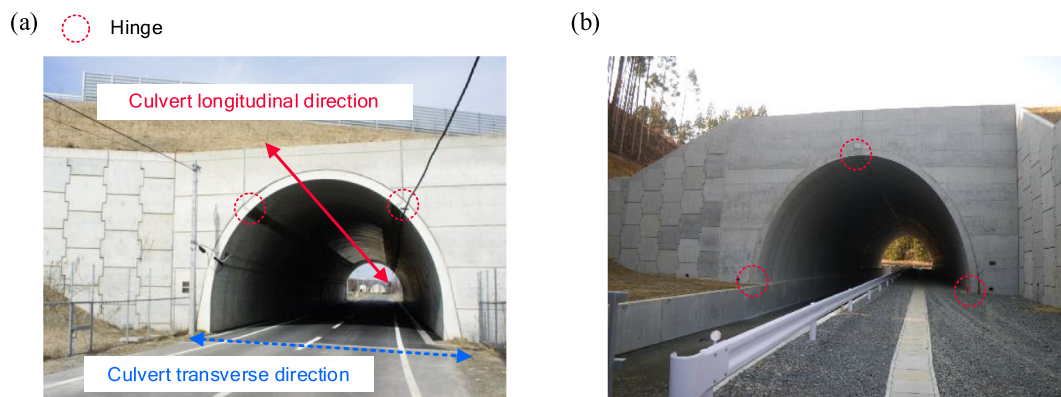 (a)
Hinge
(b)
Culvert longitudinal direction
Culvert transverse direction